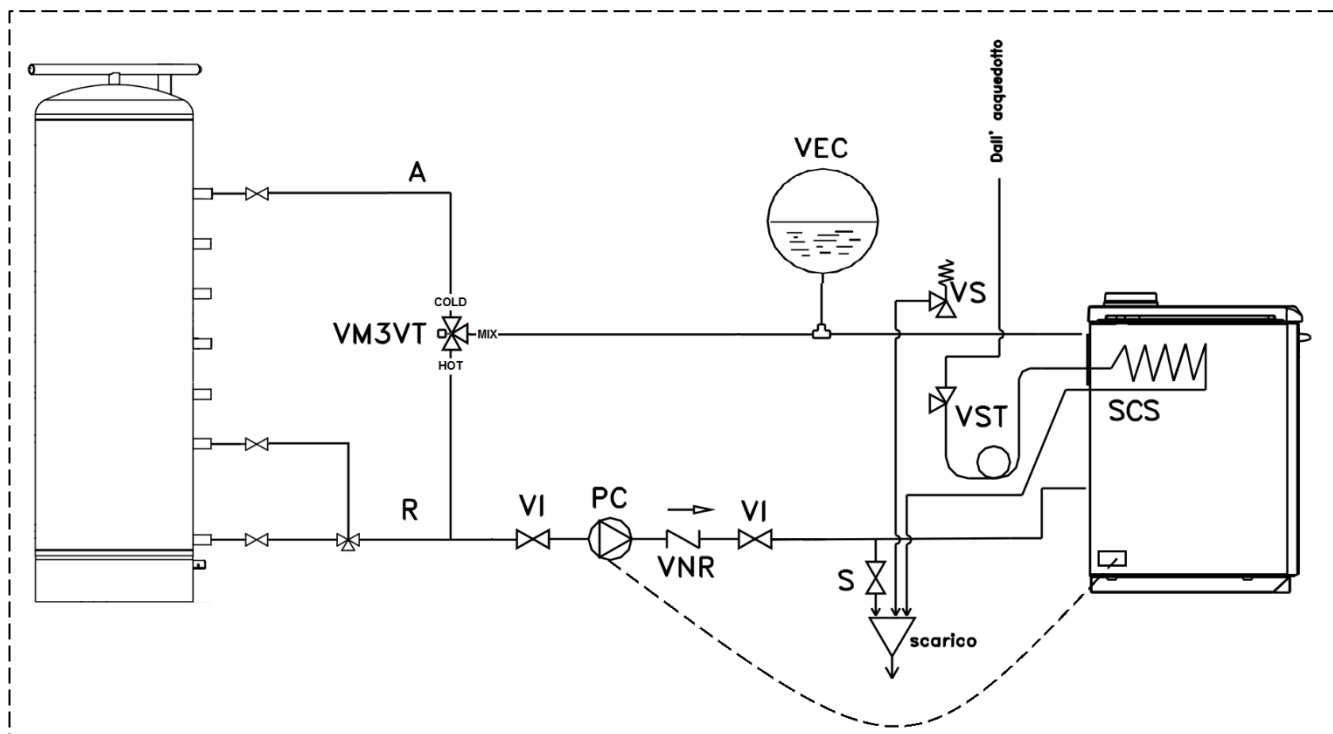 Dall' acquedotto
VEC
A
VS
COLD
VM3VT
MIX
HOT
VST
SCS
R
VI
PC
VI
VNR
S
scarico